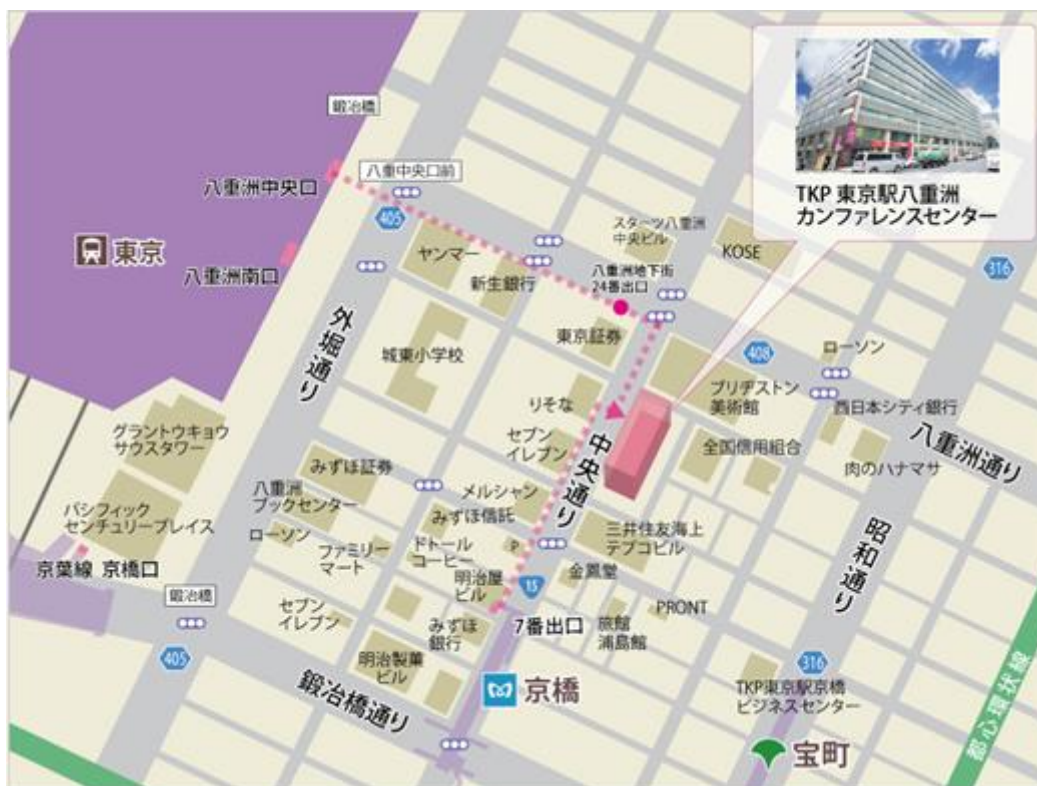 鍛冶橋
八重中央口前
八重洲中央口
405
東京
八重洲南口
ヤンマー
新生銀行
スターツ八重洲
中央ビル
KOSE
TKP 東京駅八重洲
カンファレンスセンター
316
八重洲地下街
24番出口
外堀通り
城東小学校
東京証券
408
ローソン
ブリヂストン
美術館
西日本シティ銀行
りそな
セブン
イレブン
中央通り
全国信用組合
八重洲通り
肉のハナマサ
グラントウキョウ
サウスタワー
みずほ証券
八重洲
ブックセンター
メルシャン
みずほ信託
パシフィック
センチュリープレイス
ローソン
ファミリー
マート
ドトール
コーヒー
P
三井住友海上
テプコビル
昭和通り
京葉線 京橋口
鍛冶橋
明治屋
ビル
15
金鳳堂
セブン
イレブン
みずほ
銀行
7番出口
旅館
浦島館
PRONT
405
明治製菓
ビル
鍛冶橋通り
京橋
316
TKP東京駅京橋
ビジネスセンター
宝町
都心環状線